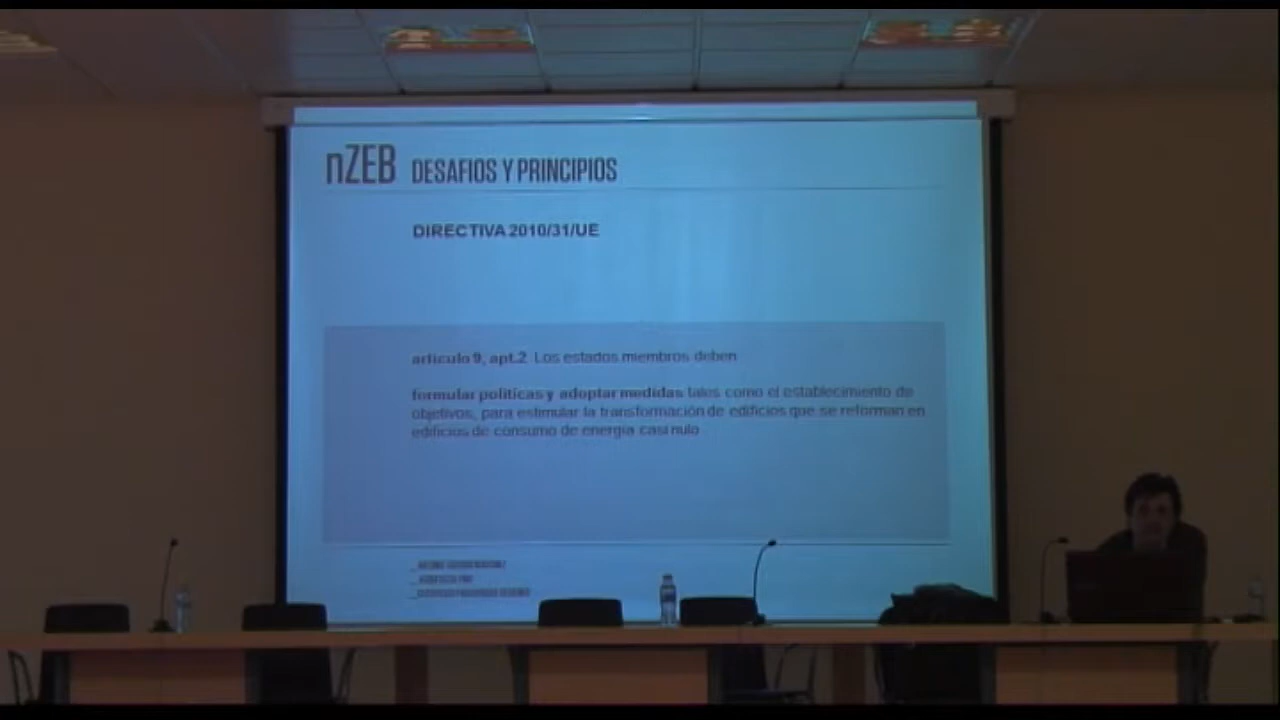 nZEB DESAFIOS Y PRINCIPIOS
DIRECTIVA 2010/31/UE
artículo 9, apt.2 Los estados miembros deben
formular políticas y adoptar medidas tales como el establecimiento de
objetivos, para estimular la transformación de edificios que se reforman en
edificios de consumo de energía casi nulo